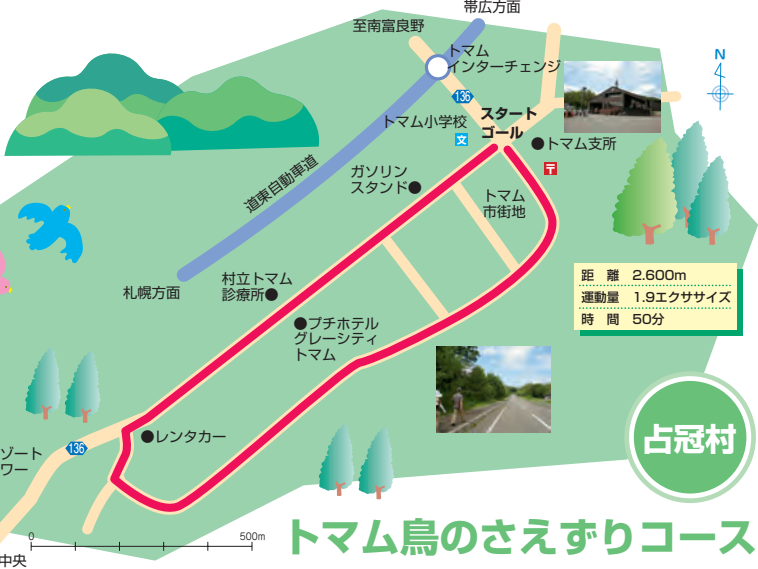 帯広方面
至南富良野
トマム
インターチェンジ
N
136
スタート
ゴール
トマム小学校
文
トマム支所
〒
ガソリン
スタンド
トマム
市街地
道東自動車道
札幌方面
村立トマム
診療所
プチホテル
グレーシティ
トマム
距 離 2.600m
運動量 1.9エクササイズ
時 間 50分
レンタカー
136
ゾート
ワー
占冠村
0 500m
中央
トマム鳥のさえずりコース